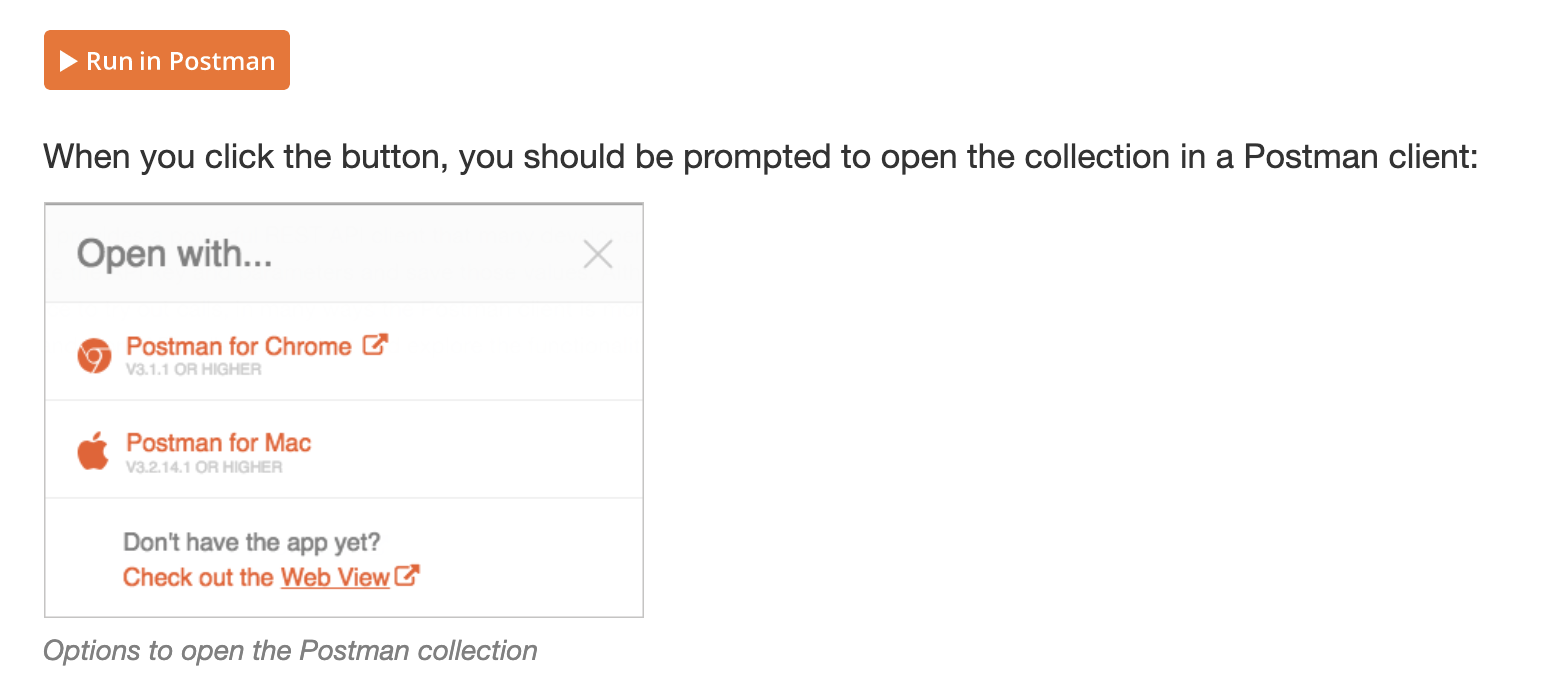 Run in Postman
When you click the button, you should be prompted to open the collection in a Postman client:
Open with...
Postman for Chrome
V3.1.1 OR HIGHER
Postman for Mac
V3.2.14.1 OR HIGHER
Don't have the app yet?
Check out the Web View
Options to open the Postman collection